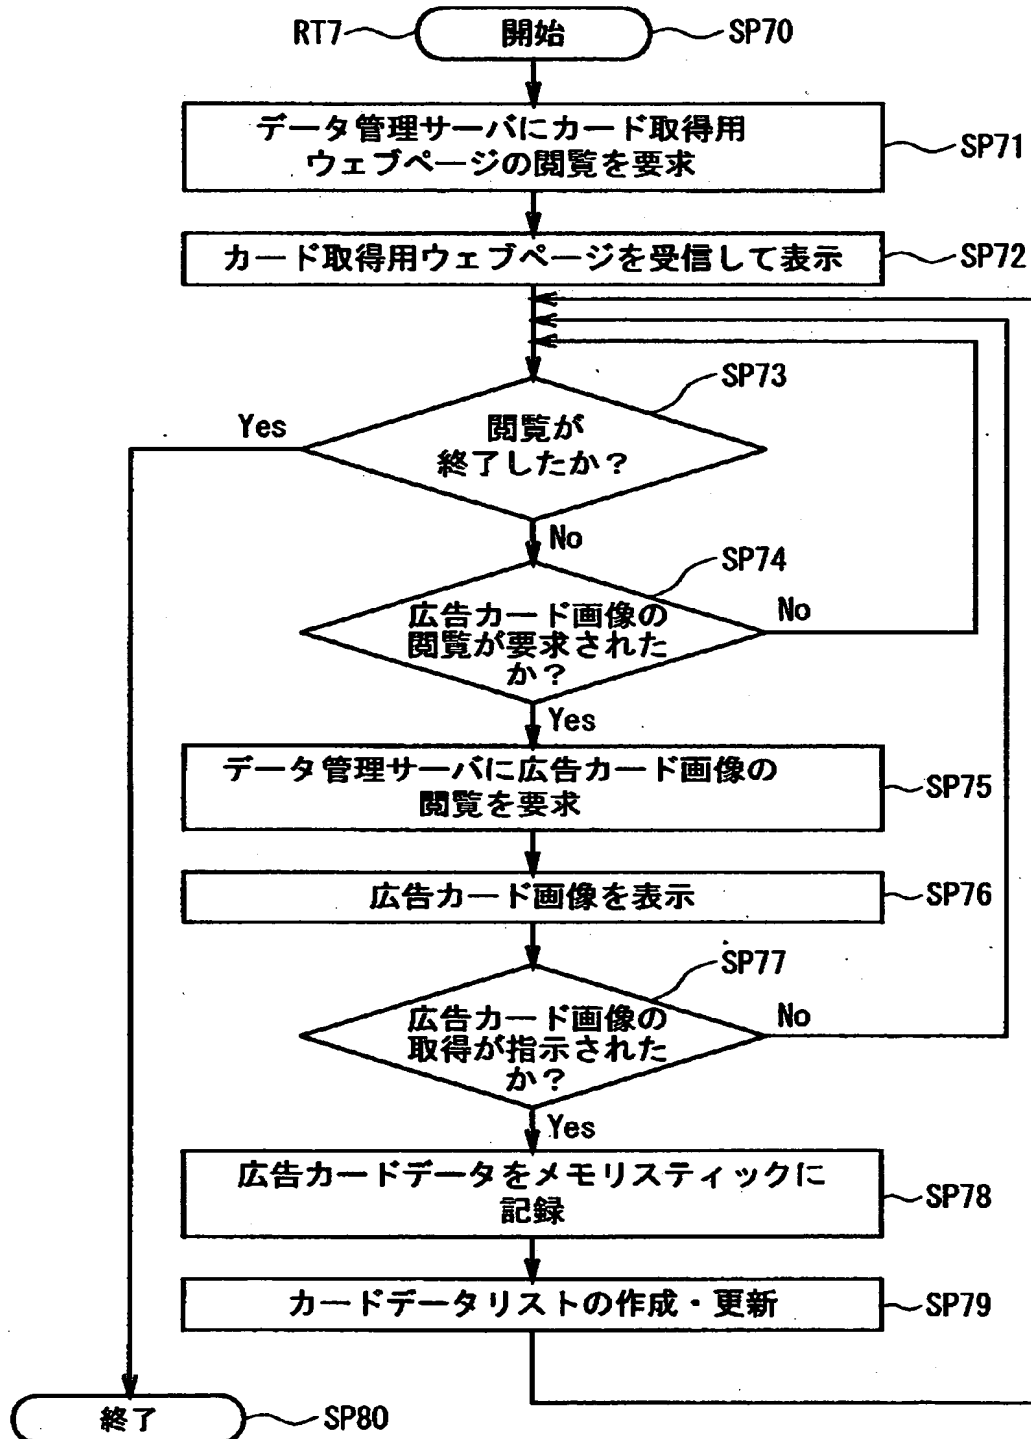 RT7 開始 SP70
データ管理サーバにカード取得用
ウェブページの閲覧を要求
SP71
カード取得用ウェブページを受信して表示
SP72
SP73
Yes
閲覧が
終了したか？
No
SP74
広告カード画像の
閲覧が要求された
か？
No
Yes
データ管理サーバに広告カード画像の
閲覧を要求
SP75
広告カード画像を表示
SP76
SP77
広告カード画像の
取得が指示された
か？
No
Yes
広告カードデータをメモリスティックに
記録
SP78
カードデータリストの作成・更新
SP79
終了 SP80